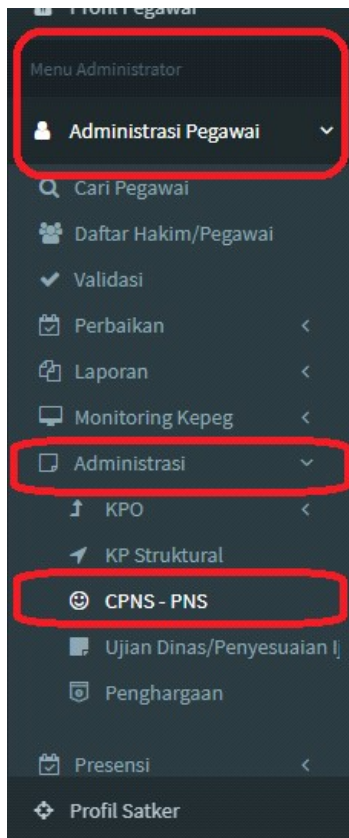 Profil Pegawai
Menu Administrator
Administrasi Pegawai
Cari Pegawai
Daftar Hakim/Pegawai
Validasi
Perbaikan
Laporan
Monitoring Kepeg
Administrasi
KPO
KP Struktural
CPNS - PNS
Ujian Dinas/Penyesuaian Ij
Penghargaan
Presensi
Profil Satker